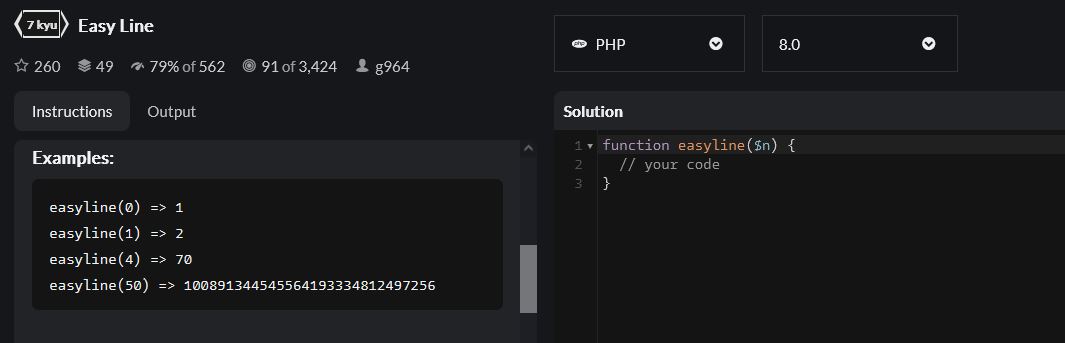 7 kyu Easy Line
260 49 79% of 562 91 of 3,424 g964
Instructions Output
Examples:
easyline(0) => 1
easyline(1) => 2
easyline(4) => 70
easyline(50) => 100891344545564193334812497256
php PHP 8.0
Solution
1 function easyline($n) {
2 // your code
3 }